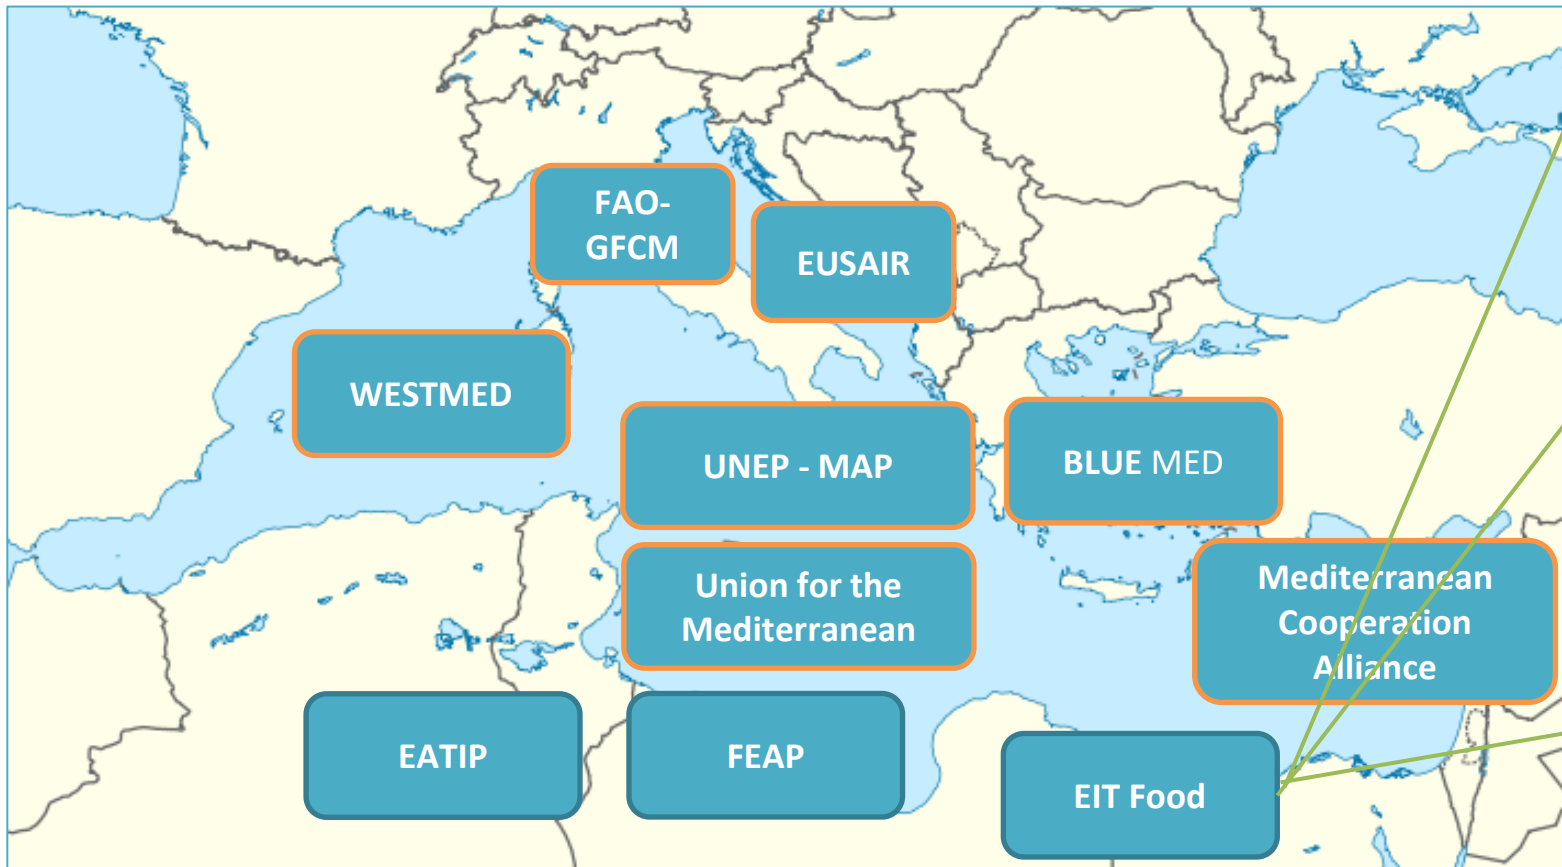 FAO-
GFCM
EUSAIR
WESTMED
UNEP - MAP
BLUE MED
Union for the
Mediterranean
Mediterranean
Cooperation
Alliance
EATIP
FEAP
EIT Food